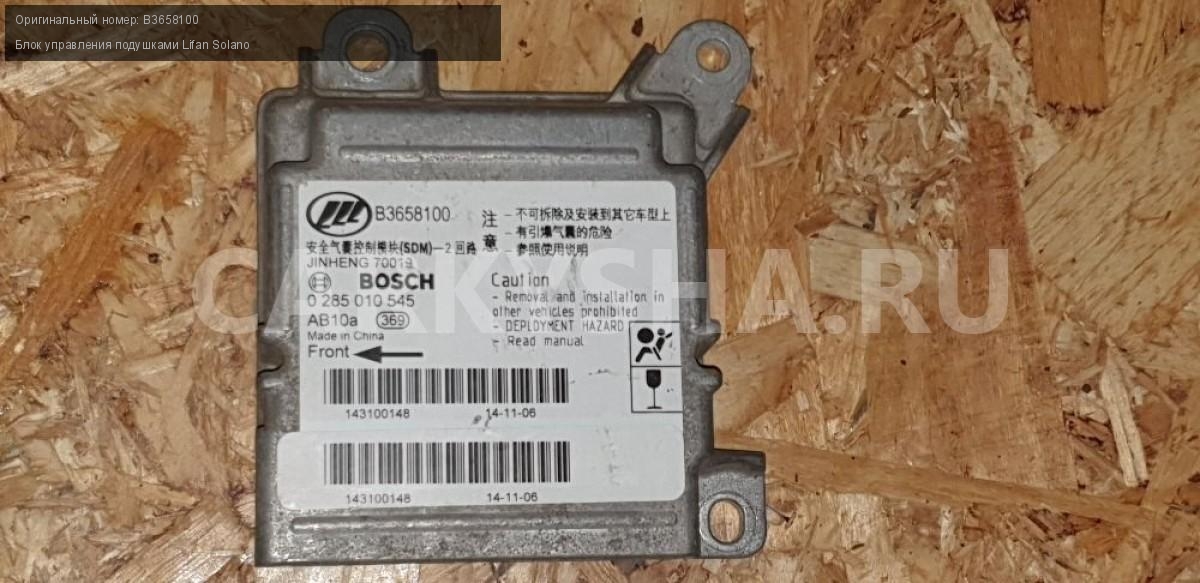 Оригинальный номер: B3658100
Блок управления подушками Lifan Solano
B3658100
安全气囊控制模块(SDM)—2回路
JINHENG 70019
BOSCH
0 285 010 545
AB10a 369
Made in China
Front
注意
- 不可拆除及安装到其它车型上
- 有引爆气囊的危险
- 参照使用说明
Caution
- Removal and installation in
other vehicles prohibited
- DEPLOYMENT HAZARD
- Read manual
143100148 14-11-06
143100148 14-11-06
CARKYSHA.RU